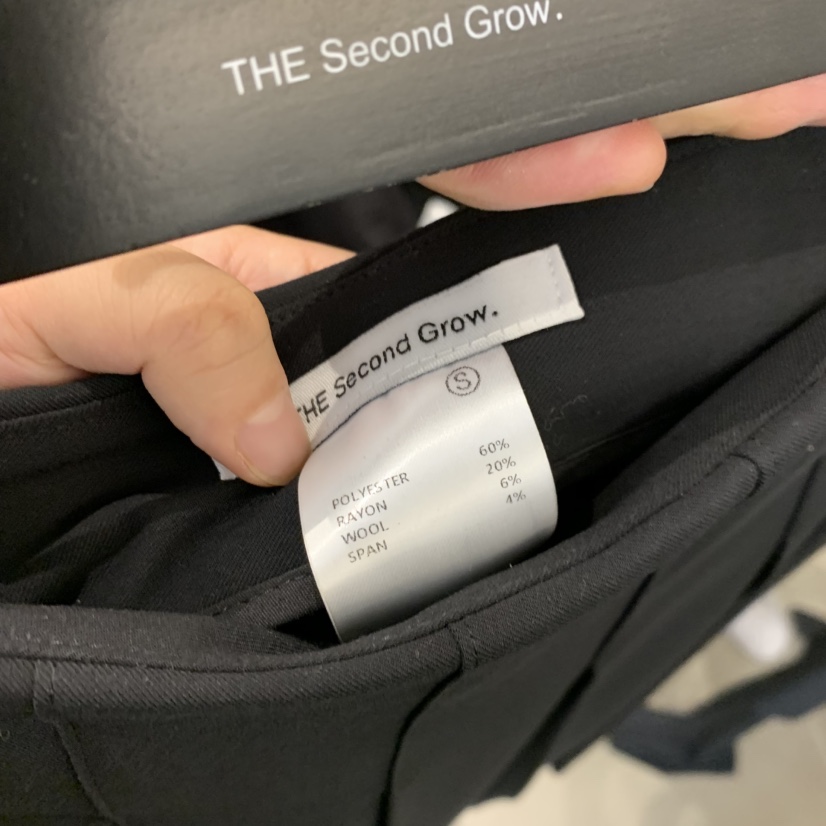 THE Second Grow.
THE Second Grow.
S
POLYESTER 60%
RAYON 20%
WOOL 6%
SPAN 4%